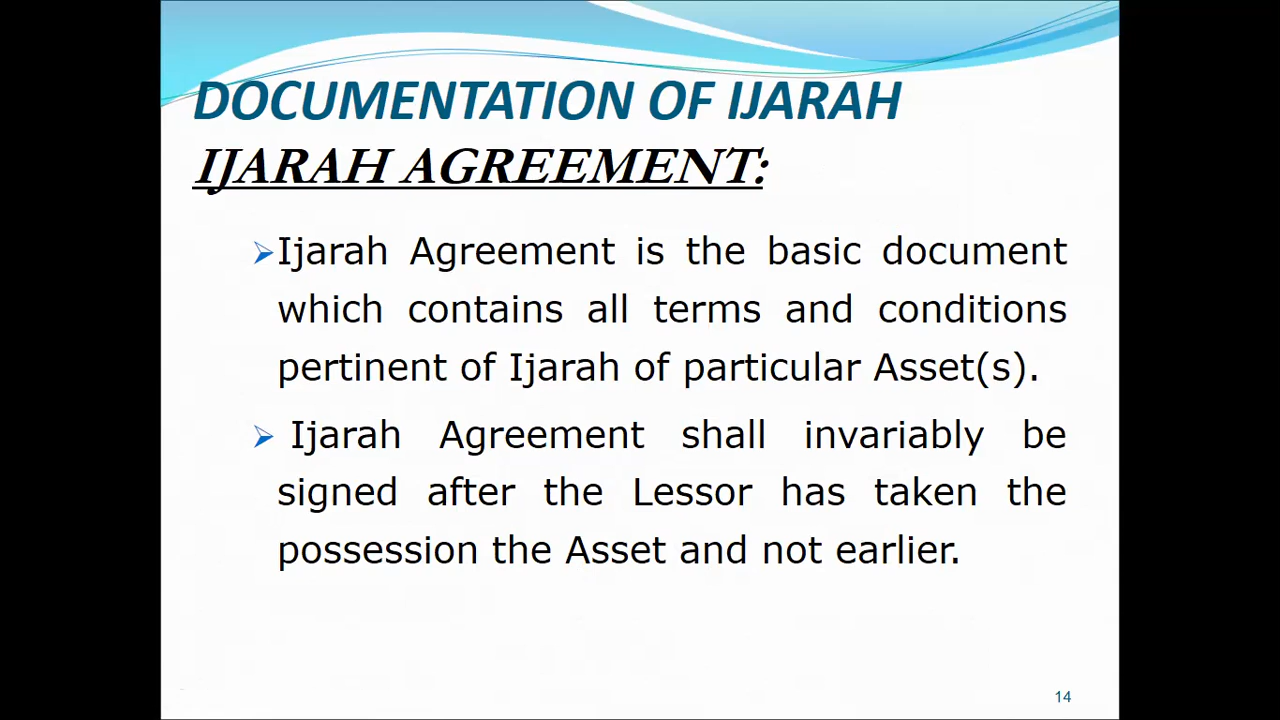 DOCUMENTATION OF IJARAH
IJARAH AGREEMENT:
Ijarah Agreement is the basic document
which contains all terms and conditions
pertinent of Ijarah of particular Asset(s).
Ijarah Agreement shall invariably be
signed after the Lessor has taken the
possession the Asset and not earlier.
14